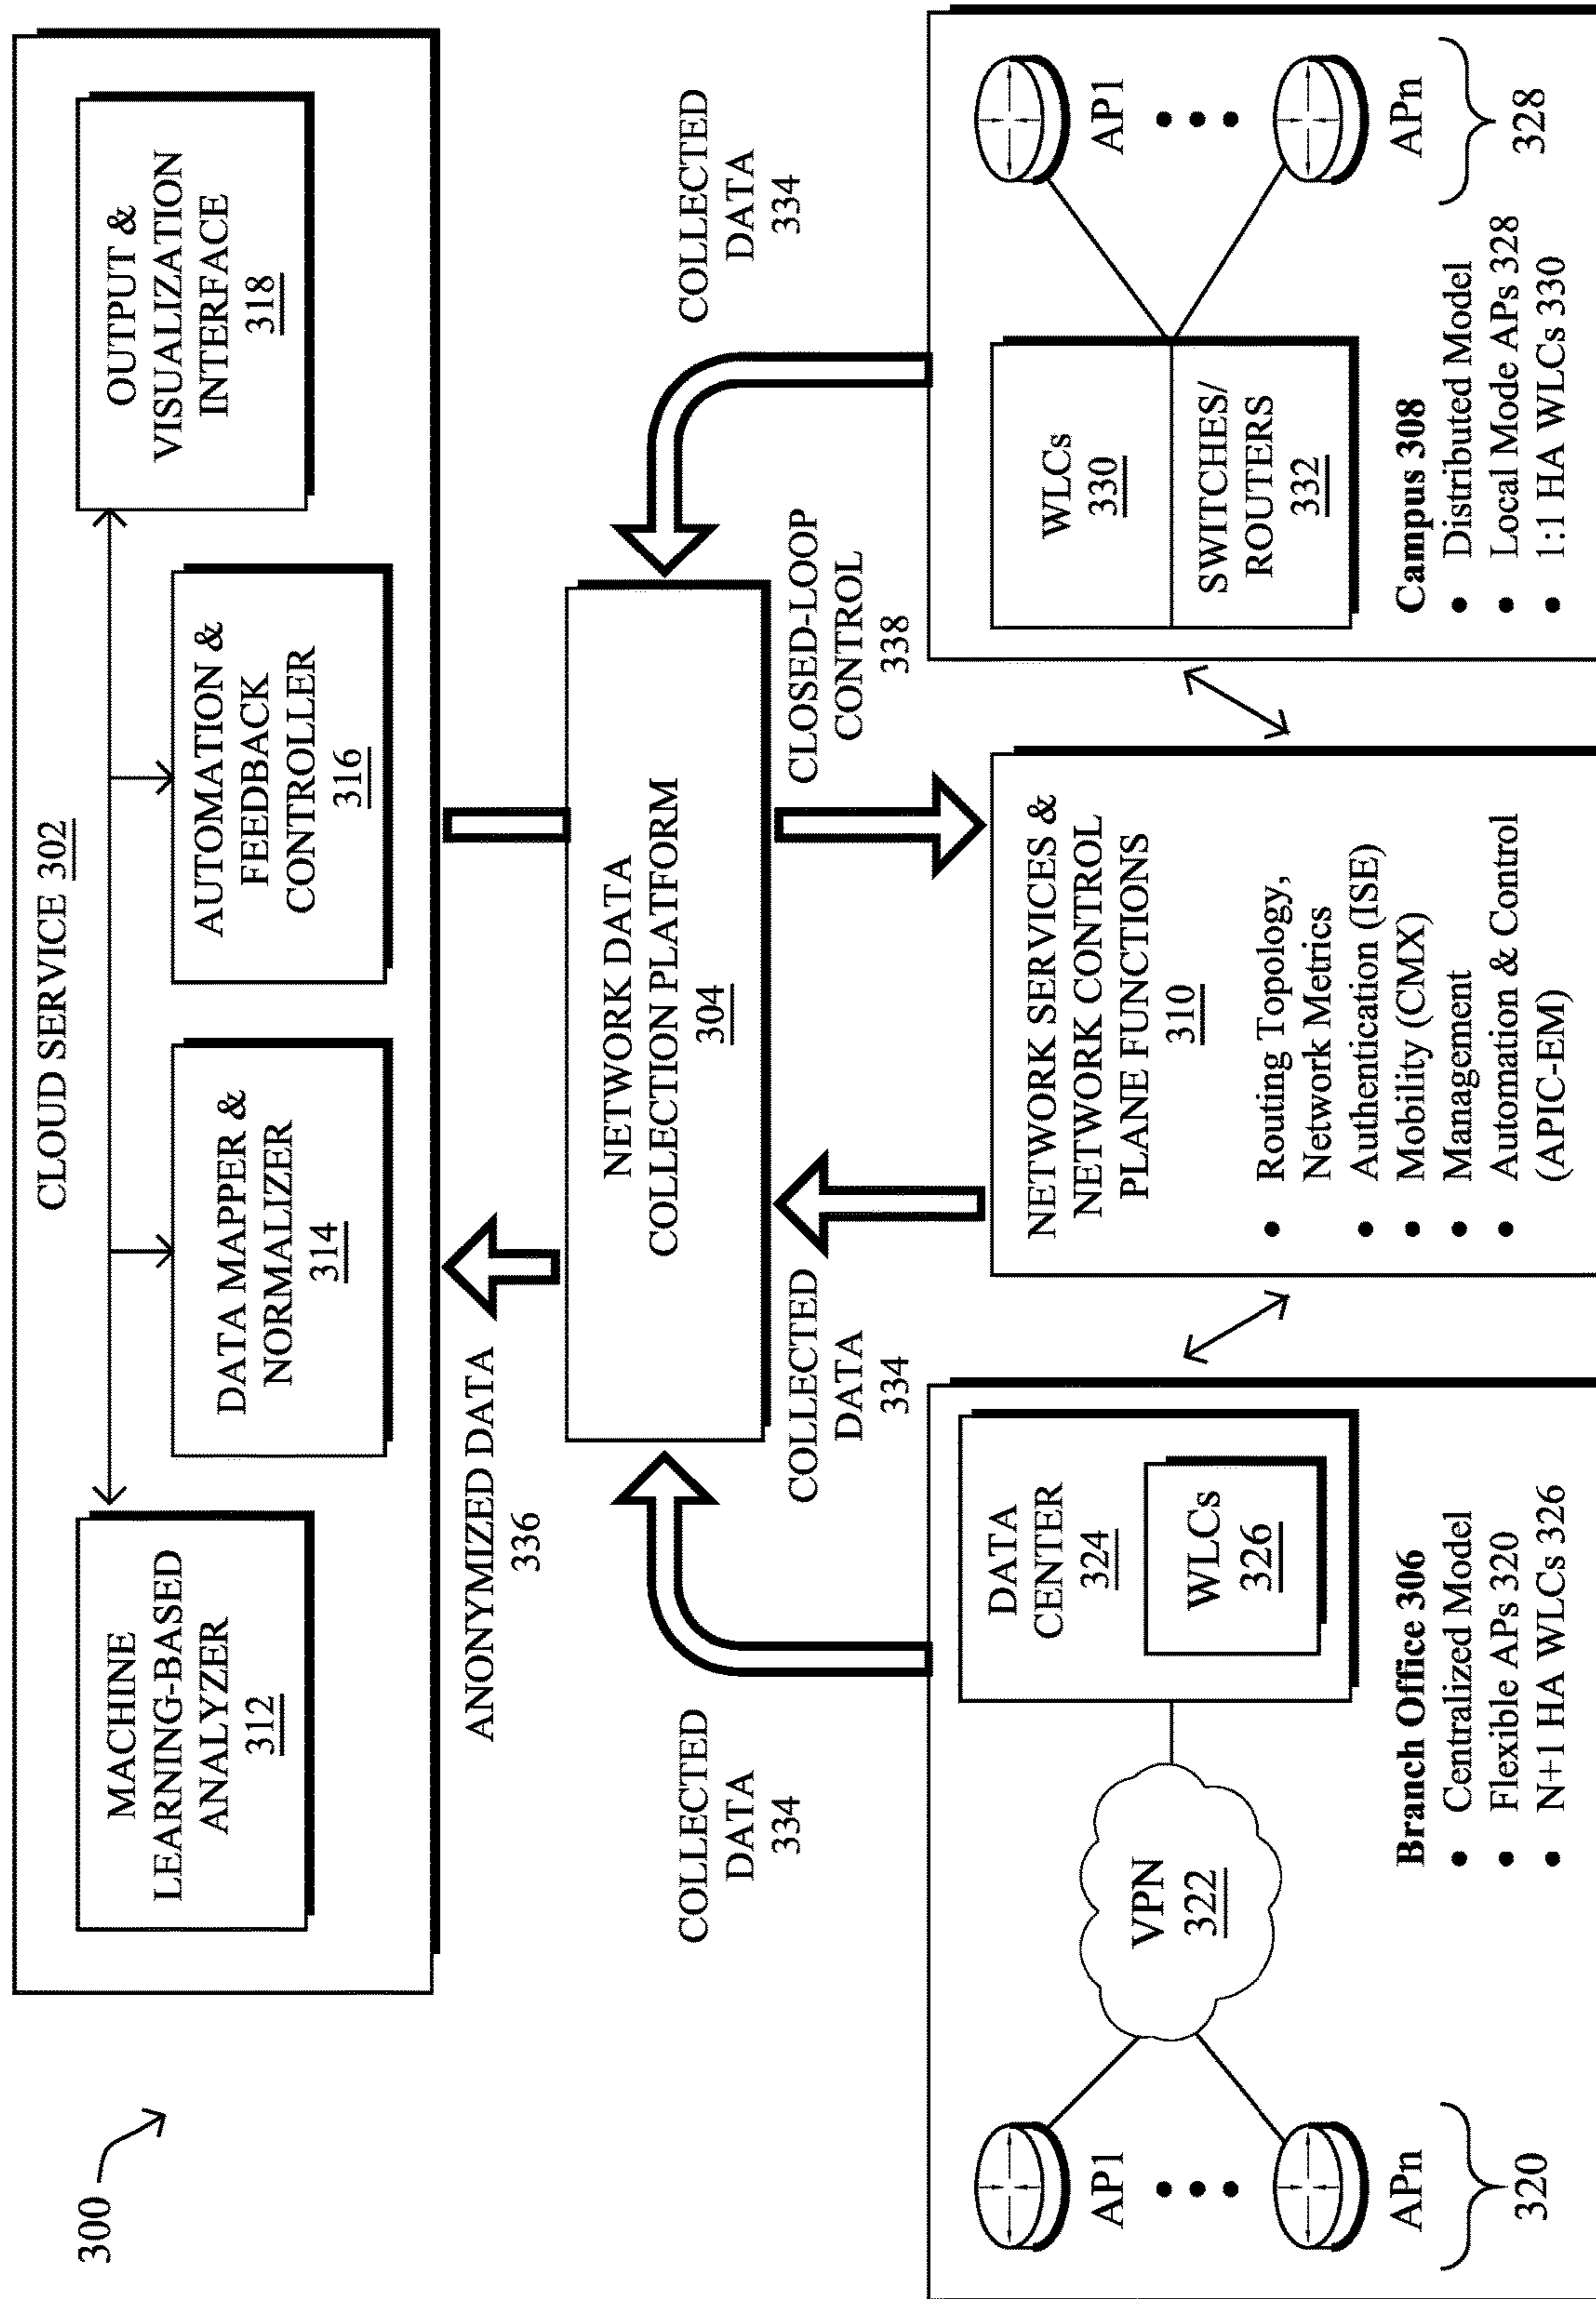 300
CLOUD SERVICE 302
MACHINE
LEARNING-BASED
ANALYZER
312
DATA MAPPER &
NORMALIZER
314
AUTOMATION &
FEEDBACK
CONTROLLER
316
OUTPUT &
VISUALIZATION
INTERFACE
318
ANONYMIZED DATA
336
NETWORK DATA
COLLECTION PLATFORM
304
COLLECTED
DATA
334
COLLECTED
DATA
334
CLOSED-LOOP
CONTROL
338
COLLECTED
DATA
334
AP1
APn
320
VPN
322
DATA
CENTER
324
WLCs
326
Branch Office 306
• Centralized Model
• Flexible APs 320
• N+1 HA WLCs 326
NETWORK SERVICES &
NETWORK CONTROL
PLANE FUNCTIONS
310
• Routing Topology,
Network Metrics
• Authentication (ISE)
• Mobility (CMX)
• Management
• Automation & Control
(APIC-EM)
WLCs
330
SWITCHES/
ROUTERS
332
AP1
APn
328
Campus 308
• Distributed Model
• Local Mode APs 328
• 1:1 HA WLCs 330